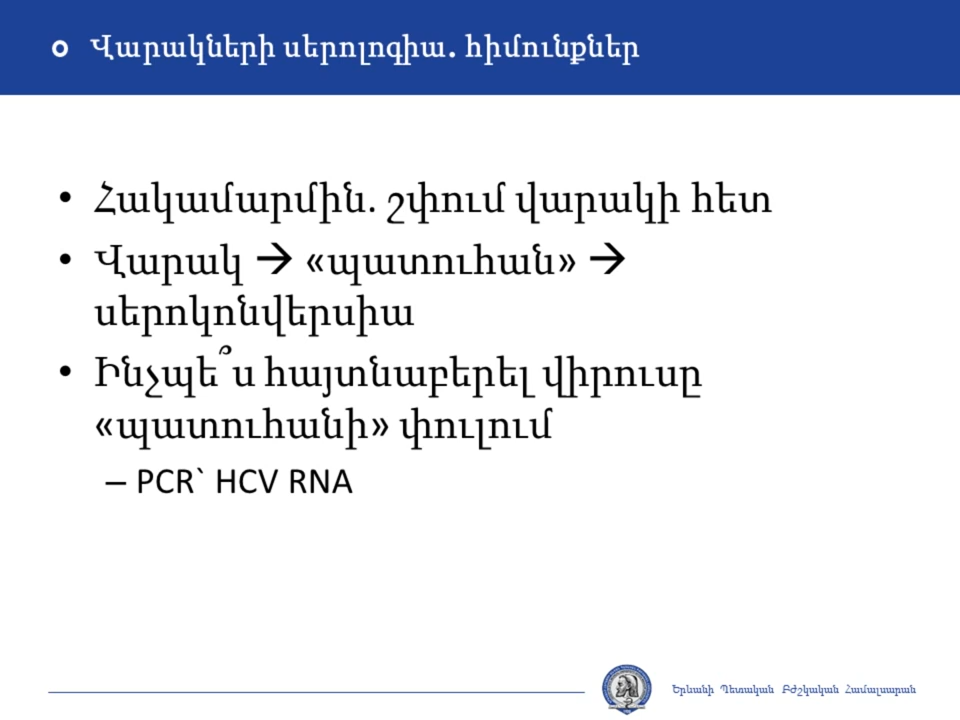 Վարակների սերոլոգիա. հիմունքներ
• Հակամարմին. շփում վարակի հետ
• Վարակ → «պատուհան» →
սերոկոնվերսիա
• Ինչպե՞ս հայտնաբերել վիրուսը
«պատուհանի» փուլում
– PCR` HCV RNA
Երևանի Պետական Բժշկական Համալսարան